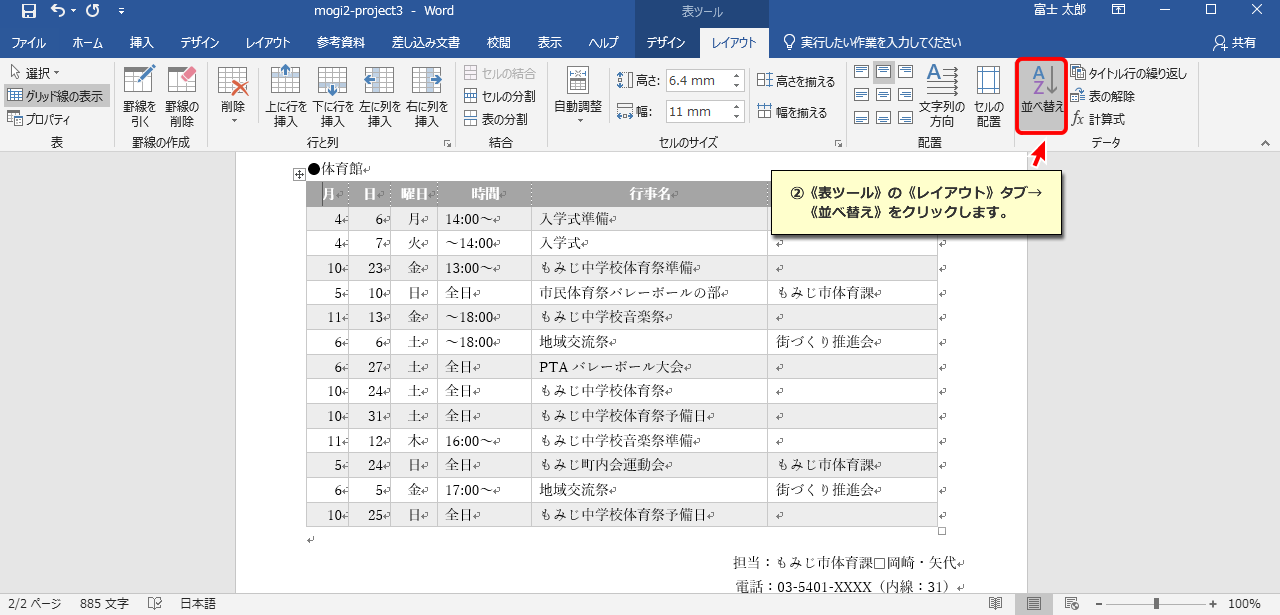 mogi2-project3 - Word
表ツール
富士 太郎
ファイル ホーム 挿入 デザイン レイアウト 参考資料 差し込み文書 校閲 表示 ヘルプ デザイン レイアウト 実行したい作業を入力してください 共有
選択
グリッド線の表示
プロパティ
表
罫線を引く
罫線の削除
罫線の作成
削除
上に行を挿入
下に行を挿入
左に列を挿入
右に列を挿入
行と列
セルの結合
セルの分割
表の分割
結合
自動調整
高さ: 6.4 mm
幅: 11 mm
高さを揃える
幅を揃える
セルのサイズ
文字列の方向
セルの配置
配置
並べ替え
タイトル行の繰り返し
表の解除
fx 計算式
データ
②《表ツール》の《レイアウト》タブ→
《並べ替え》をクリックします。
●体育館
月 日 曜日 時間 行事名
4 6 月 14:00~ 入学式準備
4 7 火 ~14:00 入学式
10 23 金 13:00~ もみじ中学校体育祭準備
5 10 日 全日 市民体育祭バレーボールの部 もみじ市体育課
11 13 金 ~18:00 もみじ中学校音楽祭
6 6 土 ~18:00 地域交流祭 街づくり推進会
6 27 土 全日 PTA バレーボール大会
10 24 土 全日 もみじ中学校体育祭
10 31 土 全日 もみじ中学校体育祭予備日
11 12 木 16:00~ もみじ中学校音楽祭準備
5 24 日 全日 もみじ町内会運動会 もみじ市体育課
6 5 金 17:00~ 地域交流祭 街づくり推進会
10 25 日 全日 もみじ中学校体育祭予備日
担当：もみじ市体育課□岡崎・矢代
電話：03-5401-XXXX（内線：31）
2/2 ページ 885 文字 日本語 100%